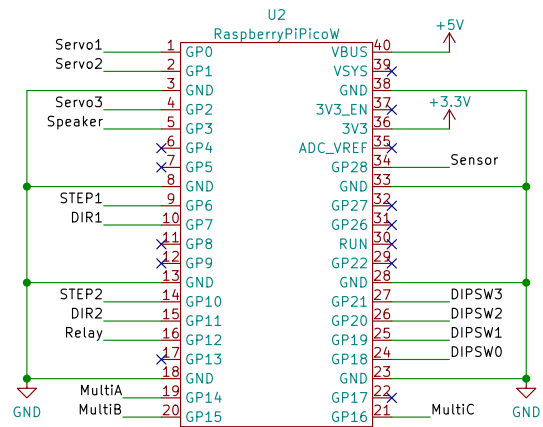 U2
RaspberryPiPicoW
+5V
Servo1 1 GP0 VBUS 40
Servo2 2 GP1 VSYS 39
3 GND GND 38
Servo3 4 GP2 3V3_EN 37
+3.3V
Speaker 5 GP3 3V3 36
6 GP4 ADC_VREF 35
7 GP5 GP28 34 Sensor
8 GND GND 33
STEP1 9 GP6 GP27 32
DIR1 10 GP7 GP26 31
11 GP8 RUN 30
12 GP9 GP22 29
13 GND GND 28
STEP2 14 GP10 GP21 27 DIPSW3
DIR2 15 GP11 GP20 26 DIPSW2
Relay 16 GP12 GP19 25 DIPSW1
17 GP13 GP18 24 DIPSW0
18 GND GND 23
MultiA 19 GP14 GP17 22
MultiB 20 GP15 GP16 21 MultiC
GND GND